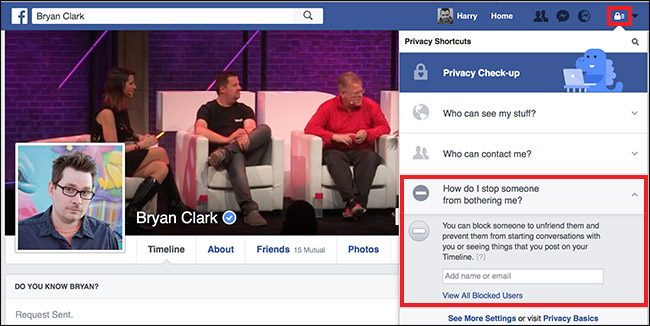 f
Bryan Clark
Harry
Home
Privacy Shortcuts
Privacy Check-up
Who can see my stuff?
Who can contact me?
How do I stop someone
from bothering me?
You can block someone to unfriend them and
prevent them from starting conversations with
you or seeing things that you post on your
Timeline. [?]
Add name or email
View All Blocked Users
See More Settings or visit Privacy Basics
Bryan Clark
Timeline About Friends 15 Mutual Photos
DO YOU KNOW BRYAN?
Request Sent.